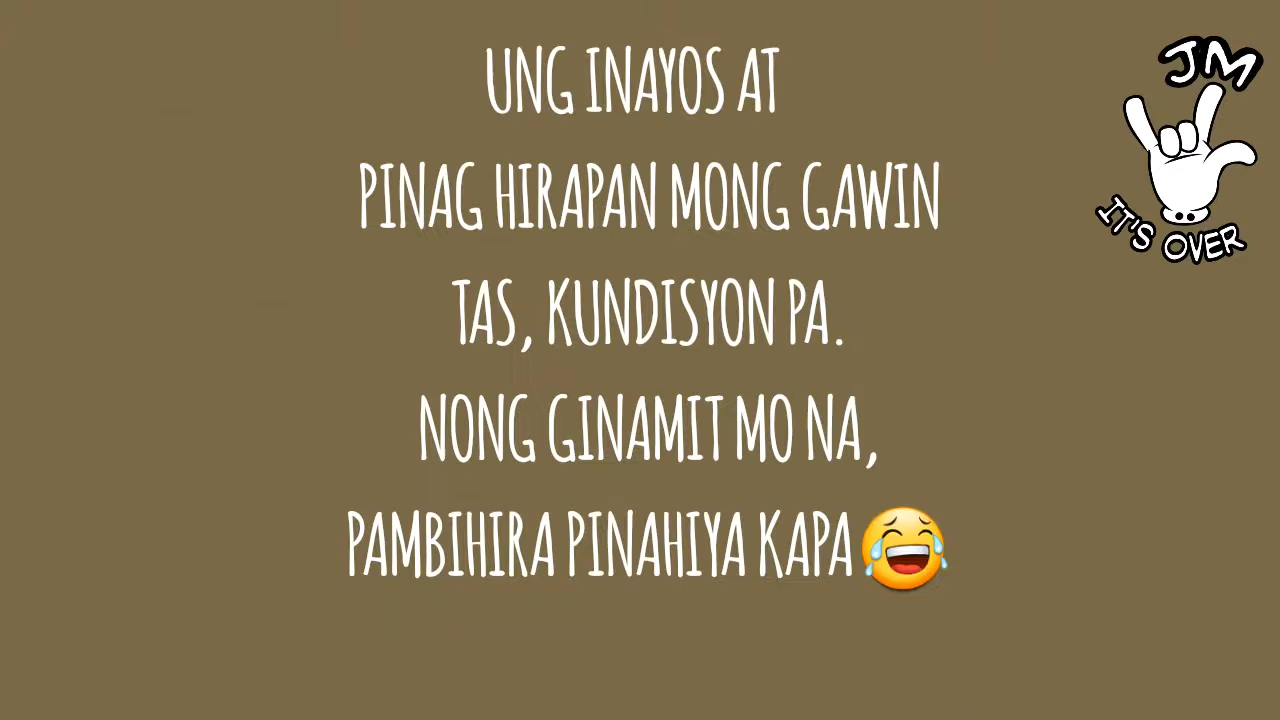 UNG INAYOS AT
PINAG HIRAPAN MONG GAWIN
TAS, KUNDISYON PA.
NONG GINAMIT MO NA,
PAMBIHIRA PINAHIYA KAPA 😂
JM
IT'S OVER